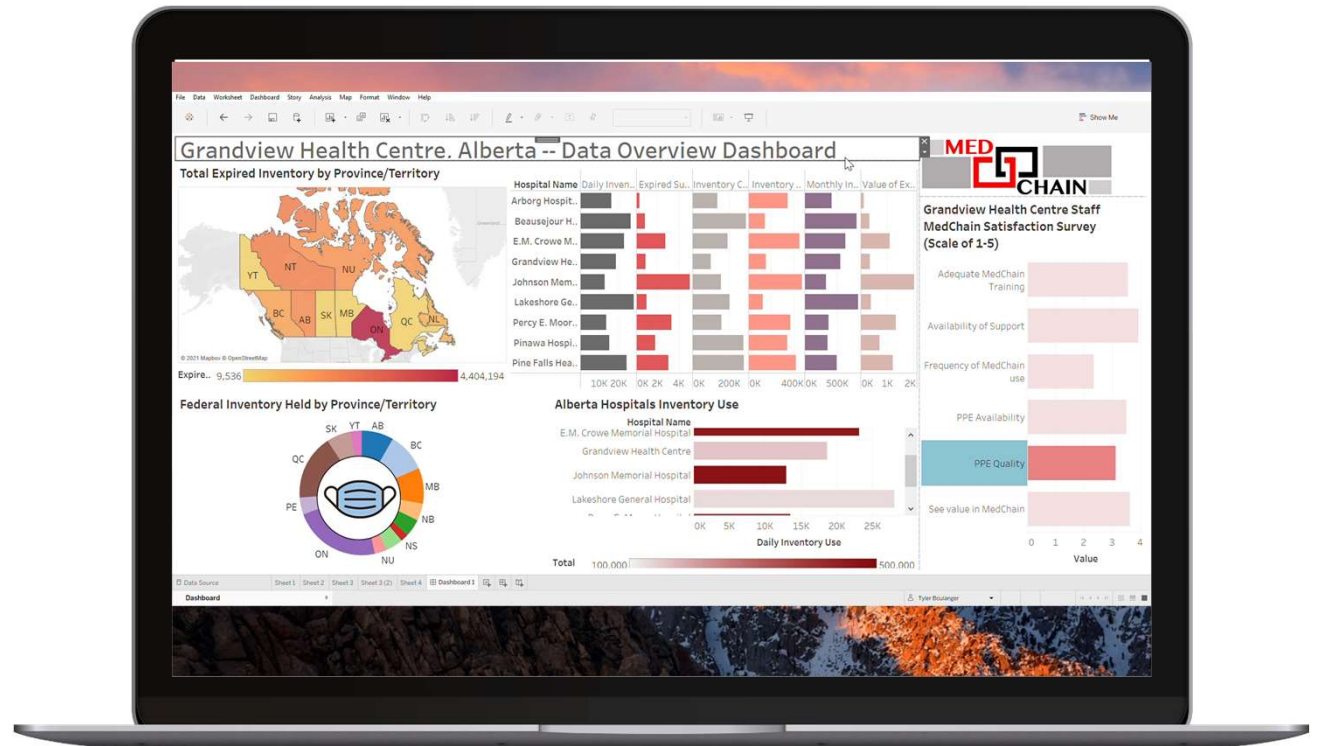 File Data Worksheet Dashboard Story Analysis Map Format Window Help
Show Me
Grandview Health Centre. Alberta -- Data Overview Dashboard
MED
CHAIN
Total Expired Inventory by Province/Territory
YT
NT
NU
BC
AB
SK
MB
ON
QC
NL
© 2021 Mapbox © OpenStreetMap
Expire.. 9,536 4,404,194
Hospital Name Daily Inven.. Expired Su.. Inventory C.. Inventory .. Monthly In.. Value of Ex..
Arborg Hospit..
Beausejour H..
E.M. Crowe M..
Grandview He..
Johnson Mem..
Lakeshore Ge..
Percy E. Moor..
Pinawa Hospi..
Pine Falls Hea..
10K 20K 0K 2K 4K 0K 200K 0K 400K 0K 500K 0K 1K 2K
Grandview Health Centre Staff
MedChain Satisfaction Survey
(Scale of 1-5)
Adequate MedChain
Training
Availability of Support
Frequency of MedChain
use
PPE Availability
PPE Quality
See value in MedChain
0 1 2 3 4
Value
Federal Inventory Held by Province/Territory
SK
YT
AB
BC
QC
MB
PE
NB
ON
NS
NU
Alberta Hospitals Inventory Use
Hospital Name
E.M. Crowe Memorial Hospital
Grandview Health Centre
Johnson Memorial Hospital
Lakeshore General Hospital
0K 5K 10K 15K 20K 25K
Daily Inventory Use
Total 100,000 500,000
Data Source Sheet 1 Sheet 2 Sheet 3 Sheet 3 (2) Sheet 4 Dashboard 1
Dashboard Tyler Boulanger